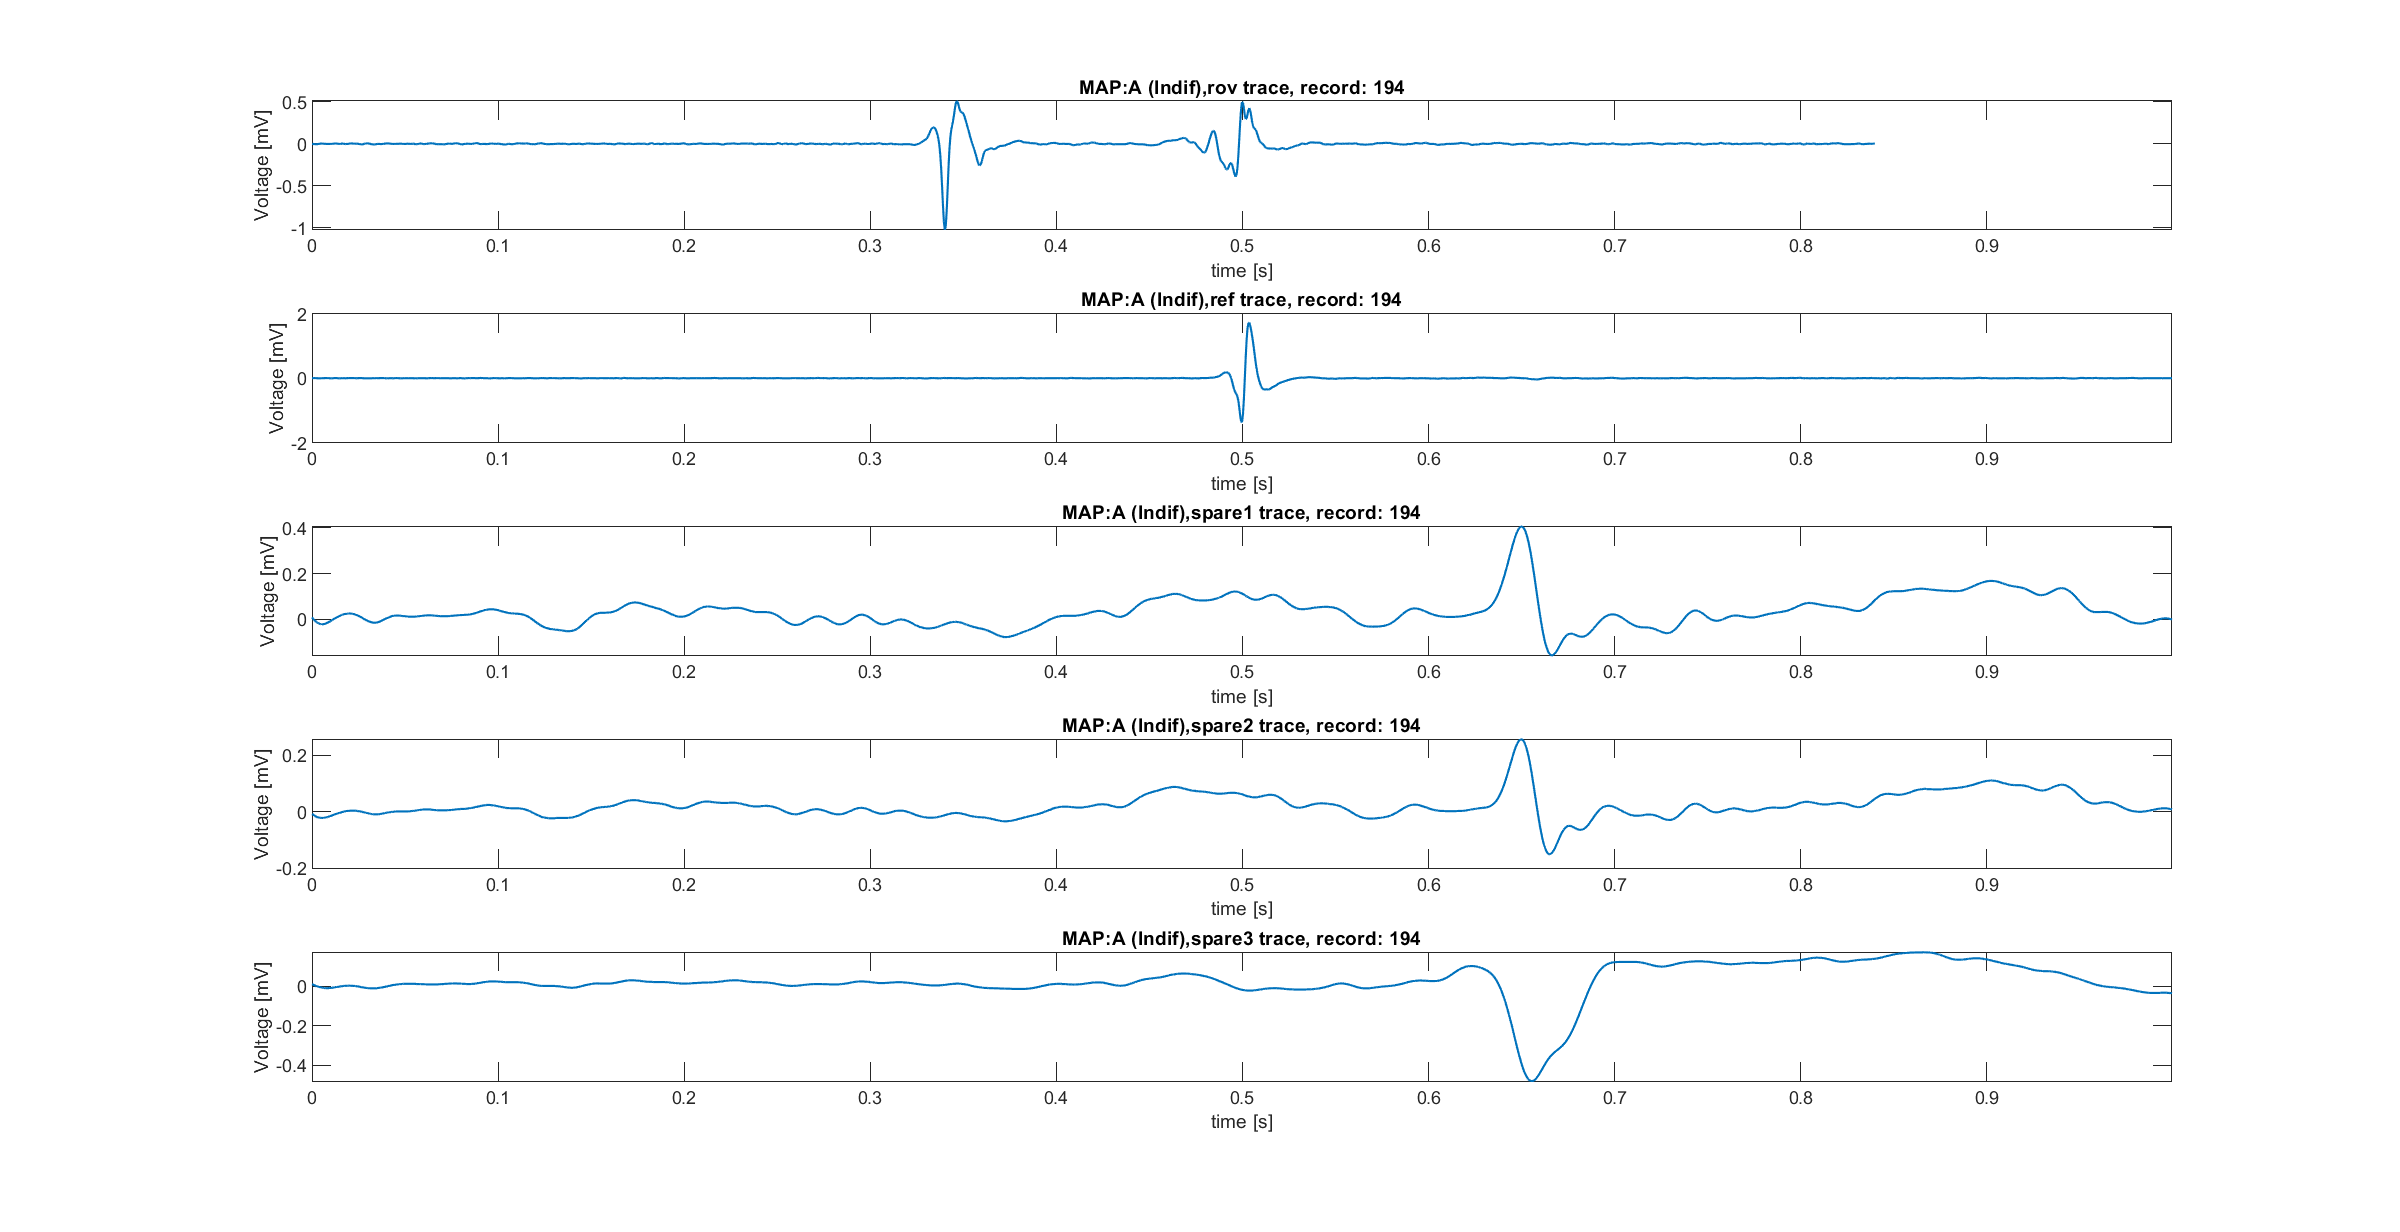 MAP:A (Indif),rov trace, record: 194
Voltage [mV]
0.5
0
-0.5
-1
0 0.1 0.2 0.3 0.4 0.5 0.6 0.7 0.8 0.9
time [s]
MAP:A (Indif),ref trace, record: 194
Voltage [mV]
2
0
-2
0 0.1 0.2 0.3 0.4 0.5 0.6 0.7 0.8 0.9
time [s]
MAP:A (Indif),spare1 trace, record: 194
Voltage [mV]
0.4
0.2
0
0 0.1 0.2 0.3 0.4 0.5 0.6 0.7 0.8 0.9
time [s]
MAP:A (Indif),spare2 trace, record: 194
Voltage [mV]
0.2
0
-0.2
0 0.1 0.2 0.3 0.4 0.5 0.6 0.7 0.8 0.9
time [s]
MAP:A (Indif),spare3 trace, record: 194
Voltage [mV]
0
-0.2
-0.4
0 0.1 0.2 0.3 0.4 0.5 0.6 0.7 0.8 0.9
time [s]